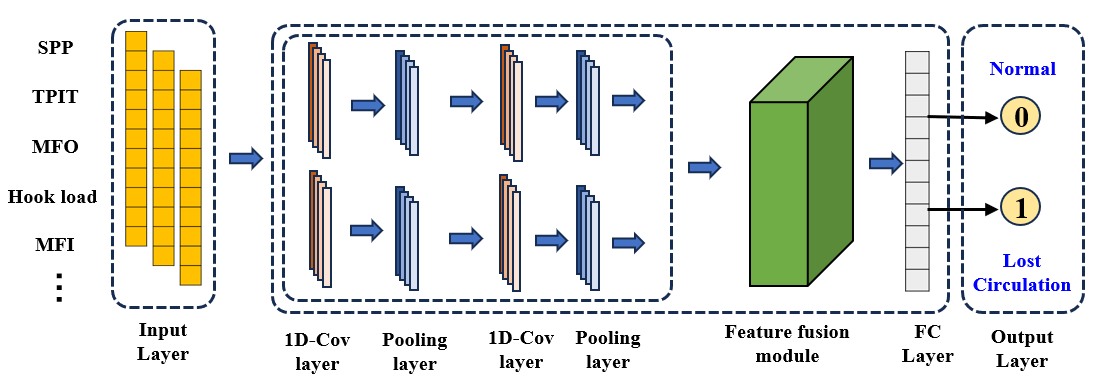 SPP
TPIT
MFO
Hook load
MFI
Input
Layer
1D-Cov
layer
Pooling
layer
1D-Cov
layer
Pooling
layer
Feature fusion
module
FC
Layer
Normal
0
1
Lost
Circulation
Output
Layer